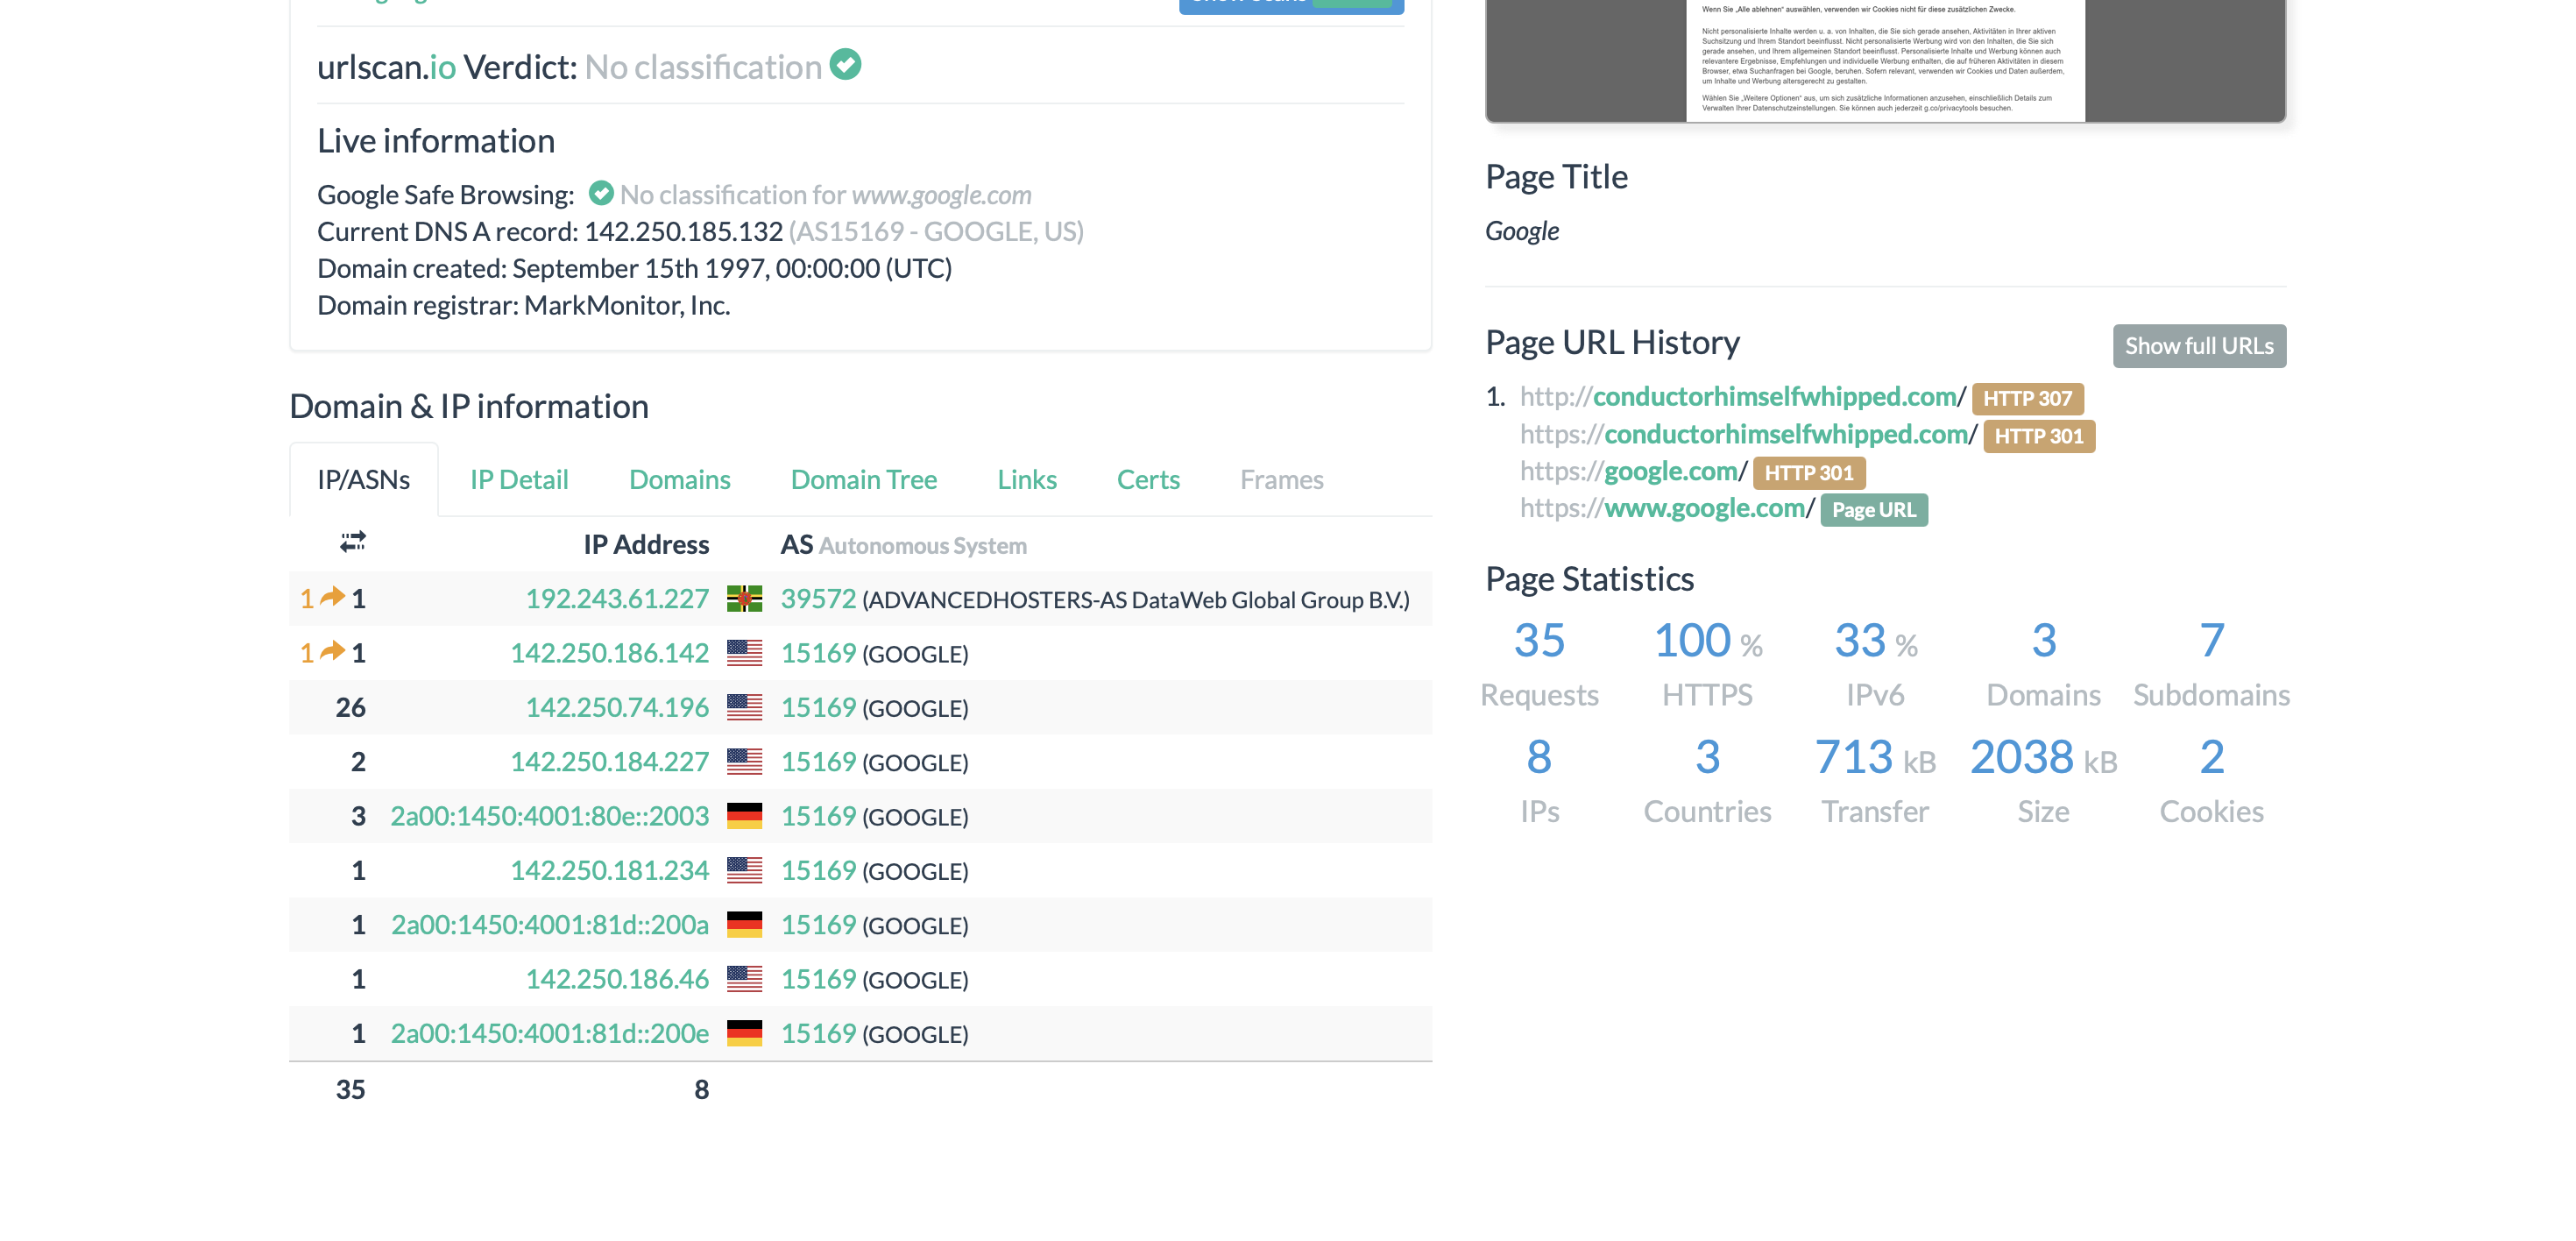 urlscan.io Verdict: No classification
Live information
Google Safe Browsing: No classification for www.google.com
Current DNS A record: 142.250.185.132 (AS15169 - GOOGLE, US)
Domain created: September 15th 1997, 00:00:00 (UTC)
Domain registrar: MarkMonitor, Inc.
Domain & IP information
IP/ASNs IP Detail Domains Domain Tree Links Certs Frames
IP Address AS Autonomous System
1 1 192.243.61.227 39572 (ADVANCEDHOSTERS-AS DataWeb Global Group B.V.)
1 1 142.250.186.142 15169 (GOOGLE)
26 142.250.74.196 15169 (GOOGLE)
2 142.250.184.227 15169 (GOOGLE)
3 2a00:1450:4001:80e::2003 15169 (GOOGLE)
1 142.250.181.234 15169 (GOOGLE)
1 2a00:1450:4001:81d::200a 15169 (GOOGLE)
1 142.250.186.46 15169 (GOOGLE)
1 2a00:1450:4001:81d::200e 15169 (GOOGLE)
35 8
Wenn Sie „Alle ablehnen“ auswählen, verwenden wir Cookies nicht für diese zusätzlichen Zwecke.
Nicht personalisierte Inhalte werden u. a. von Inhalten, die Sie sich gerade ansehen, Aktivitäten in Ihrer aktiven
Suchsitzung und Ihrem Standort beeinflusst. Nicht personalisierte Werbung wird von den Inhalten, die Sie sich
gerade ansehen, und Ihrem allgemeinen Standort beeinflusst. Personalisierte Inhalte und Werbung können auch
relevantere Ergebnisse, Empfehlungen und individuelle Werbung enthalten, die auf früheren Aktivitäten in diesem
Browser, etwa Suchanfragen bei Google, beruhen. Sofern relevant, verwenden wir Cookies und Daten außerdem,
um Inhalte und Werbung altersgerecht zu gestalten.
Wählen Sie „Weitere Optionen“ aus, um sich zusätzliche Informationen anzusehen, einschließlich Details zum
Verwalten Ihrer Datenschutzeinstellungen. Sie können auch jederzeit g.co/privacytools besuchen.
Page Title
Google
Page URL History Show full URLs
1. http://conductorhimselfwhipped.com/ HTTP 307
https://conductorhimselfwhipped.com/ HTTP 301
https://google.com/ HTTP 301
https://www.google.com/ Page URL
Page Statistics
35 100 % 33 % 3 7
Requests HTTPS IPv6 Domains Subdomains
8 3 713 kB 2038 kB 2
IPs Countries Transfer Size Cookies